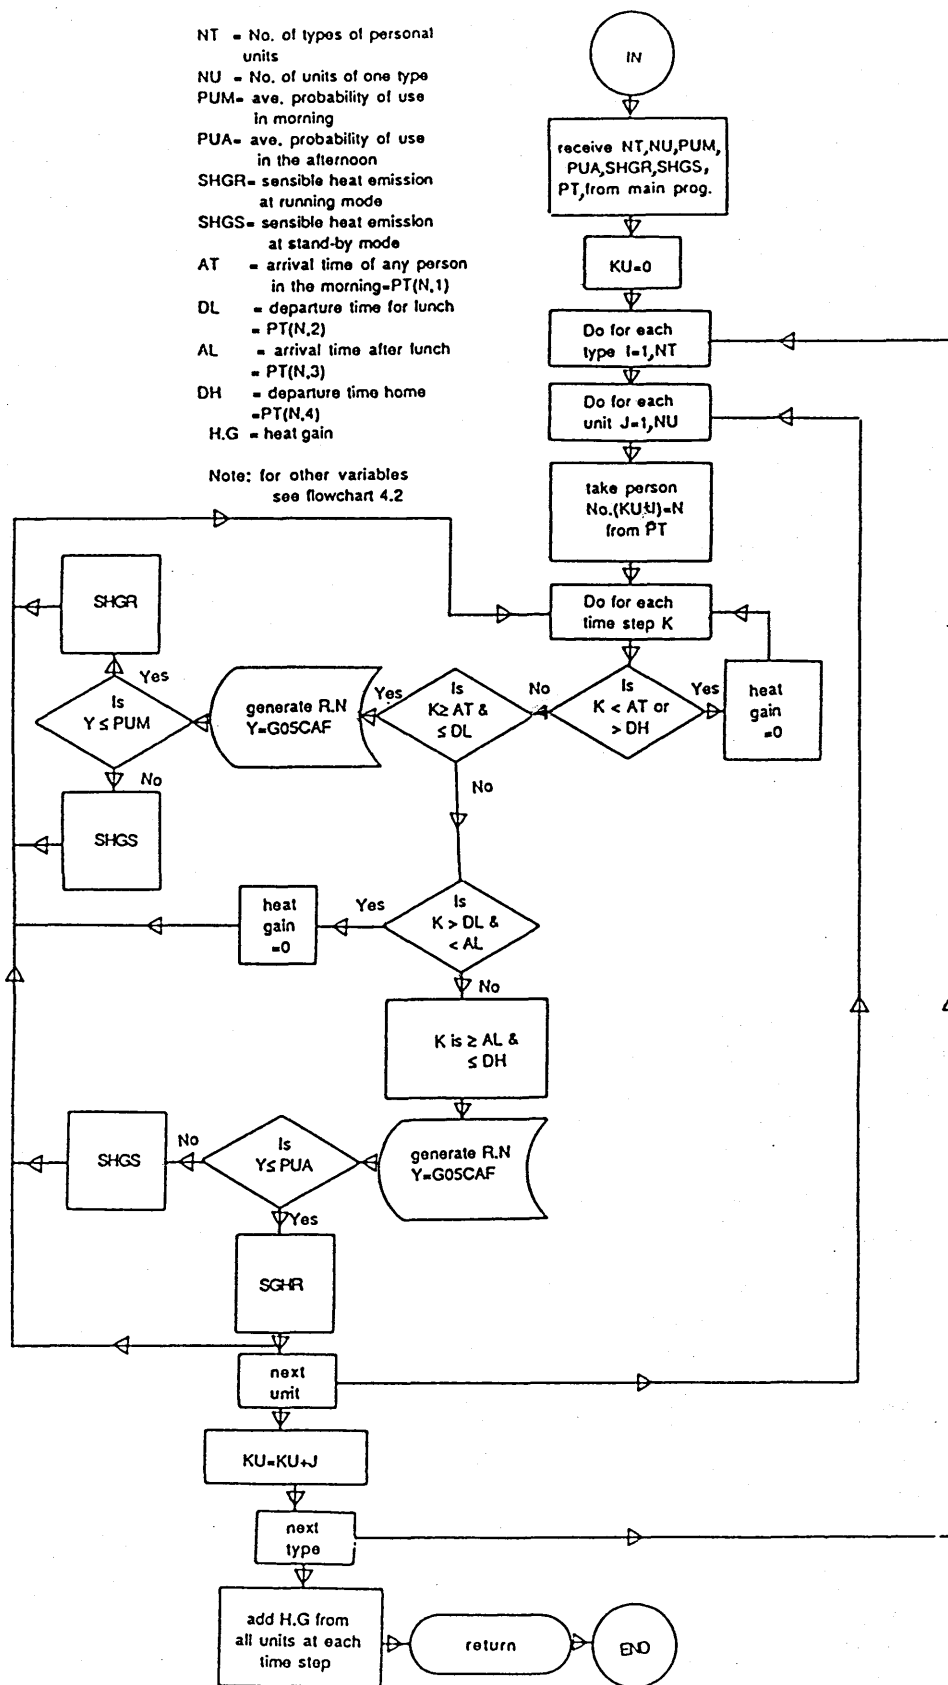 NT = No. of types of personal
units
NU = No. of units of one type
PUM= ave. probability of use
in morning
PUA= ave. probability of use
in the afternoon
SHGR= sensible heat emission
at running mode
SHGS= sensible heat emission
at stand-by mode
AT = arrival time of any person
in the morning=PT(N,1)
DL = departure time for lunch
= PT(N,2)
AL = arrival time after lunch
= PT(N,3)
DH = departure time home
=PT(N,4)
H.G = heat gain
Note: for other variables
see flowchart 4.2
IN
receive NT,NU,PUM,
PUA,SHGR,SHGS,
PT,from main prog.
KU=0
Do for each
type I=1,NT
Do for each
unit J=1,NU
take person
No.(KU+J)=N
from PT
Do for each
time step K
Is
K < AT or
> DH
Yes
heat
gain
=0
No
Is
K≥ AT &
≤ DL
Yes
generate R.N
Y=G05CAF
Is
Y ≤ PUM
Yes
SHGR
No
SHGS
No
Is
K > DL &
< AL
Yes
heat
gain
=0
No
K is ≥ AL &
≤ DH
generate R.N
Y=G05CAF
Is
Y≤ PUA
No
SHGS
Yes
SGHR
next
unit
KU=KU+J
next
type
add H.G from
all units at each
time step
return
END